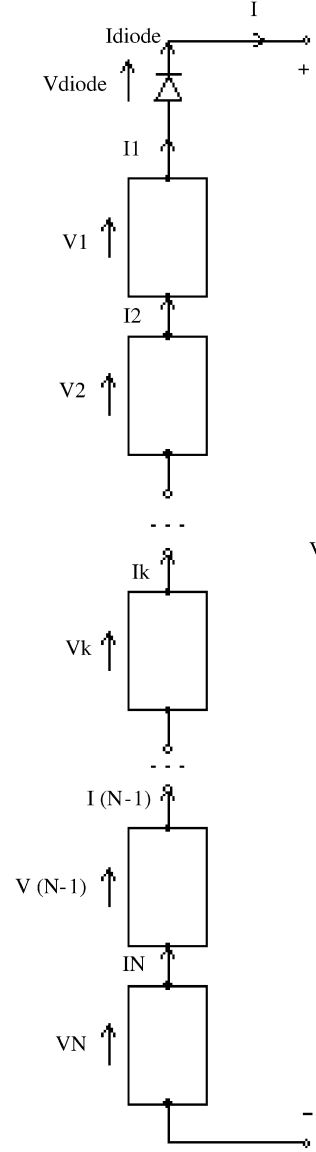 I
Idiode
+
Vdiode
I1
V1
I2
V2
- - -
V
Ik
Vk
- - -
I (N-1)
V (N-1)
IN
VN
-